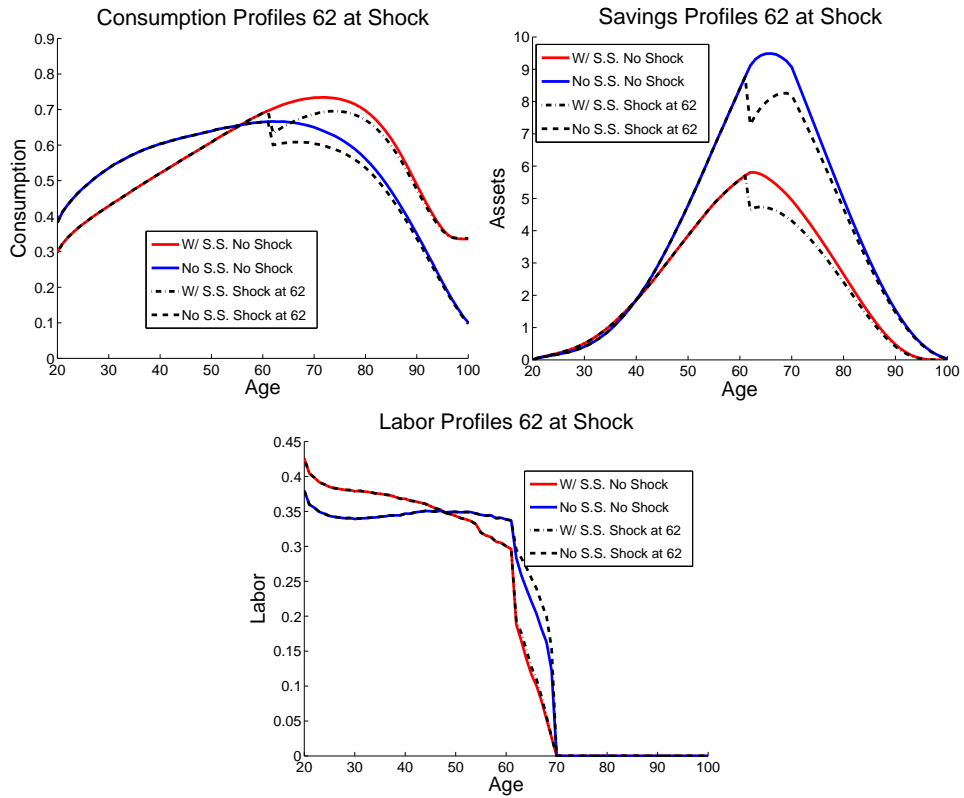 Consumption Profiles 62 at Shock
0.9
0.8
0.7
0.6
0.5
0.4
0.3
0.2
0.1
0
Consumption
W/ S.S. No Shock
No S.S. No Shock
W/ S.S. Shock at 62
No S.S. Shock at 62
20 30 40 50 60 70 80 90 100
Age
Savings Profiles 62 at Shock
10
9
8
7
6
5
4
3
2
1
0
Assets
W/ S.S. No Shock
No S.S. No Shock
W/ S.S. Shock at 62
No S.S. Shock at 62
20 30 40 50 60 70 80 90 100
Age
Labor Profiles 62 at Shock
0.45
0.4
0.35
0.3
0.25
0.2
0.15
0.1
0.05
0
Labor
W/ S.S. No Shock
No S.S. No Shock
W/ S.S. Shock at 62
No S.S. Shock at 62
20 30 40 50 60 70 80 90 100
Age